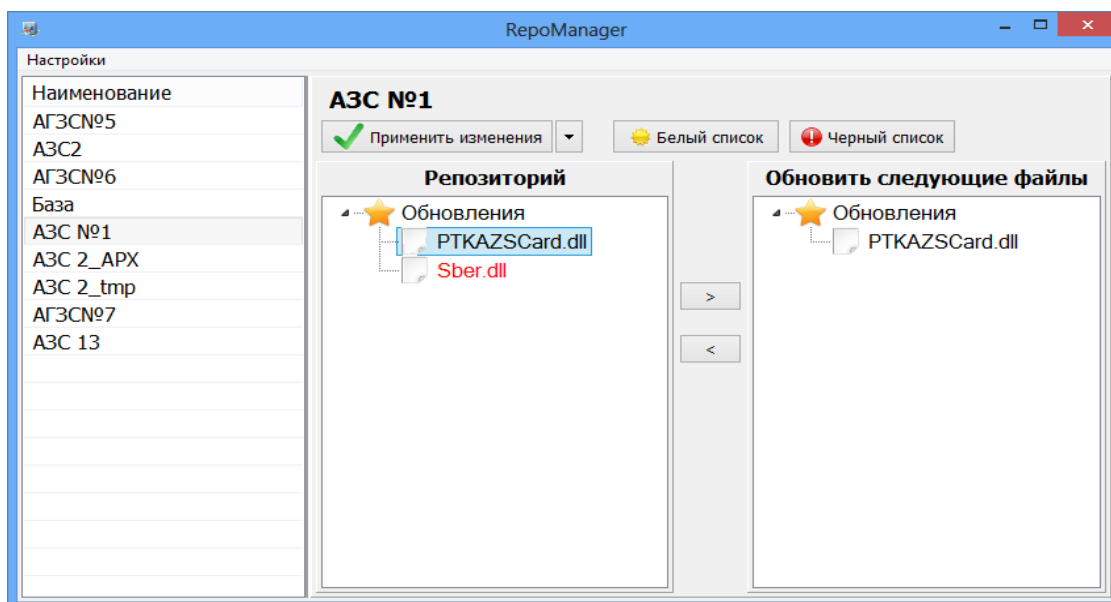 RepoManager
Настройки
Наименование
АГЗС№5
АЗС2
АГЗС№6
База
АЗС №1
АЗС 2_АРХ
АЗС 2_tmp
АГЗС№7
АЗС 13
АЗС №1
Применить изменения
Белый список
Черный список
Репозиторий
Обновления
PTKAZSCard.dll
Sber.dll
>
<
Обновить следующие файлы
Обновления
PTKAZSCard.dll